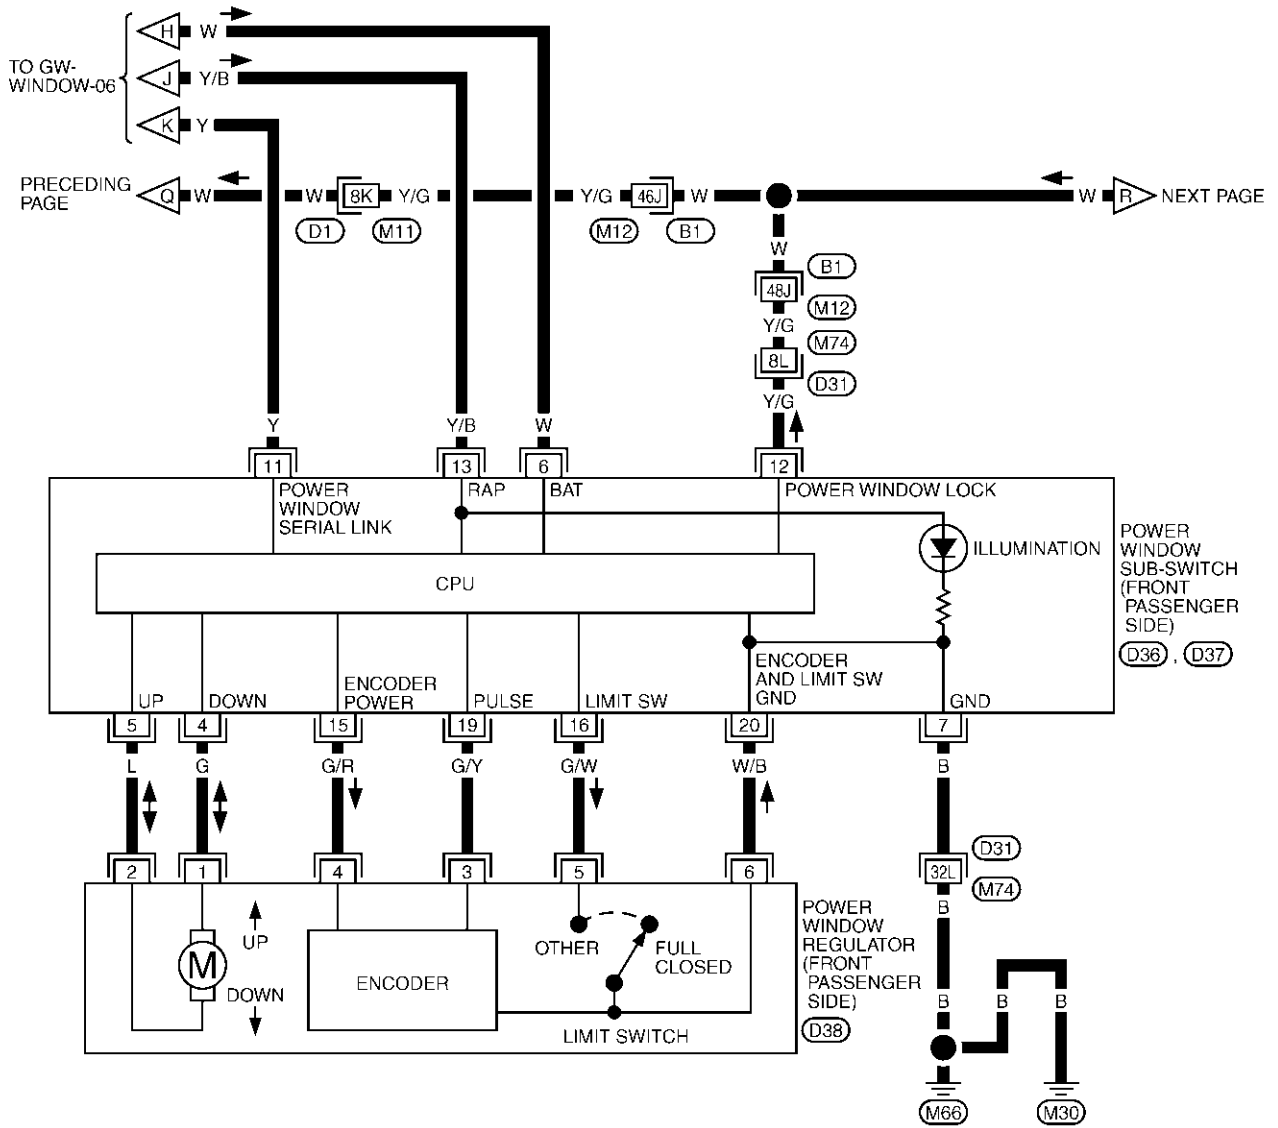 H W
TO GW-
WINDOW-06
J Y/B
K Y
PRECEDING
PAGE
Q W W 8K Y/G Y/G 46J W W R NEXT PAGE
D1 M11 M12 B1
W
B1
48J
M12
Y/G
M74
8L
D31
Y/G
Y Y/B W
11 13 6 12
POWER
WINDOW
SERIAL LINK
RAP
BAT
POWER WINDOW LOCK
ILLUMINATION
CPU
POWER
WINDOW
SUB-SWITCH
(FRONT
PASSENGER
SIDE)
D36 , D37
UP
DOWN
ENCODER
POWER
PULSE
LIMIT SW
ENCODER
AND LIMIT SW
GND
GND
5 4 15 19 16 20 7
L G G/R G/Y G/W W/B B
2 1 4 3 5 6
D31
32L
M74
B
M
UP
DOWN
ENCODER
OTHER
FULL
CLOSED
LIMIT SWITCH
POWER
WINDOW
REGULATOR
(FRONT
PASSENGER
SIDE)
D38
B B B
M66 M30